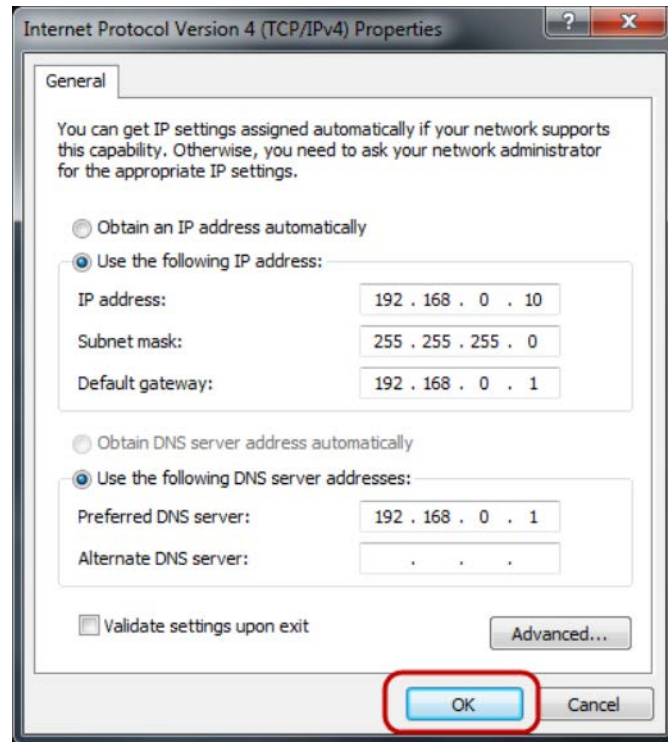 Internet Protocol Version 4 (TCP/IPv4) Properties
General
You can get IP settings assigned automatically if your network supports
this capability. Otherwise, you need to ask your network administrator
for the appropriate IP settings.
Obtain an IP address automatically
Use the following IP address:
IP address: 192 . 168 . 0 . 10
Subnet mask: 255 . 255 . 255 . 0
Default gateway: 192 . 168 . 0 . 1
Obtain DNS server address automatically
Use the following DNS server addresses:
Preferred DNS server: 192 . 168 . 0 . 1
Alternate DNS server: . . .
Validate settings upon exit
Advanced...
OK Cancel